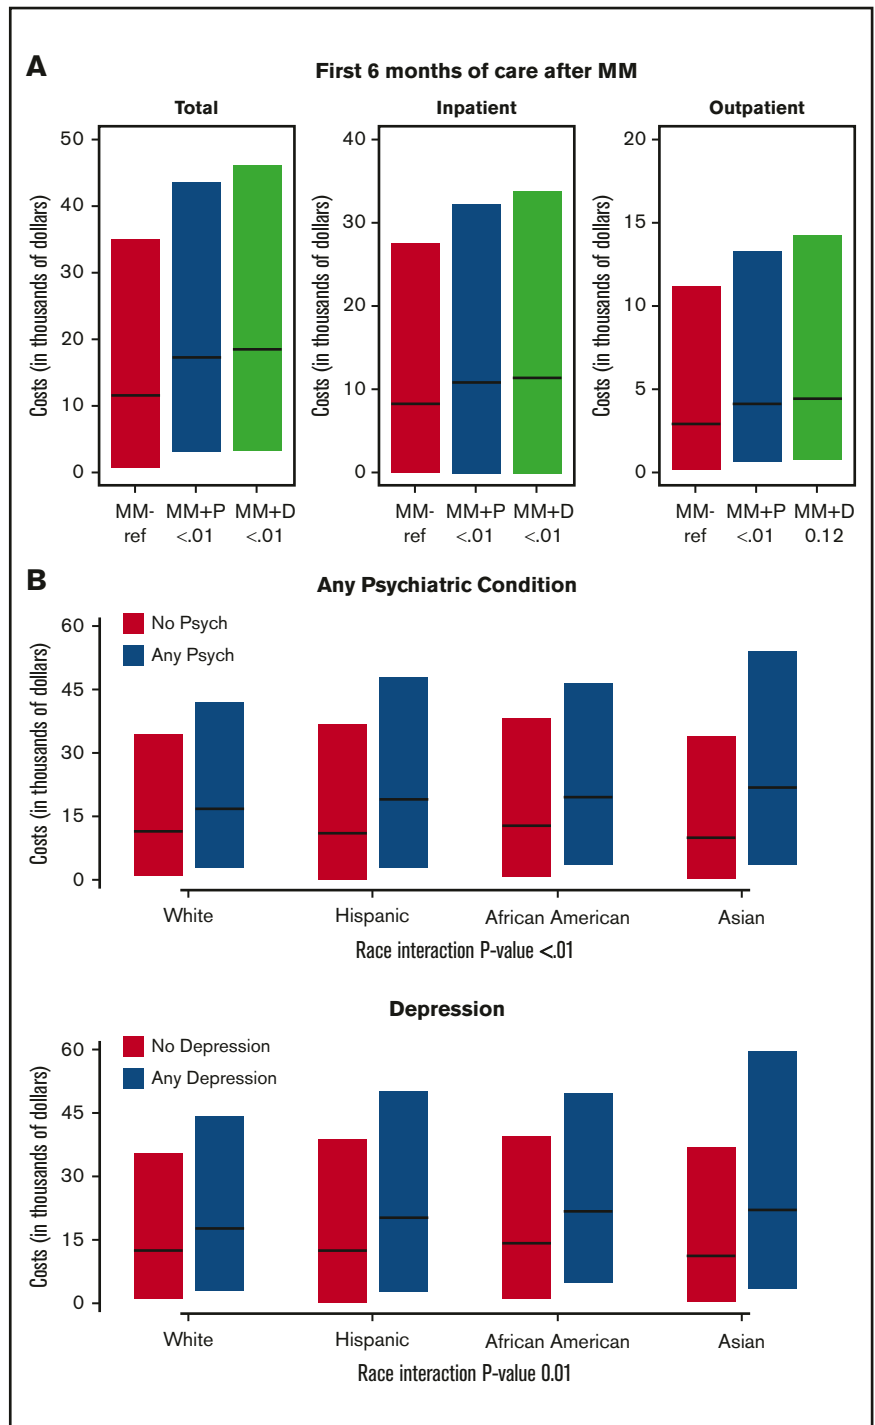 A
First 6 months of care after MM
Total
Inpatient
Outpatient
Costs (in thousands of dollars)
50
40
30
20
10
0
MM- MM+P MM+D
ref <.01 <.01
Costs (in thousands of dollars)
40
30
20
10
0
MM- MM+P MM+D
ref <.01 <.01
Costs (in thousands of dollars)
20
15
10
5
0
MM- MM+P MM+D
ref <.01 0.12
B
Any Psychiatric Condition
Costs (in thousands of dollars)
60
45
30
15
0
No Psych
Any Psych
White Hispanic African American Asian
Race interaction P-value <.01
Depression
Costs (in thousands of dollars)
60
45
30
15
0
No Depression
Any Depression
White Hispanic African American Asian
Race interaction P-value 0.01